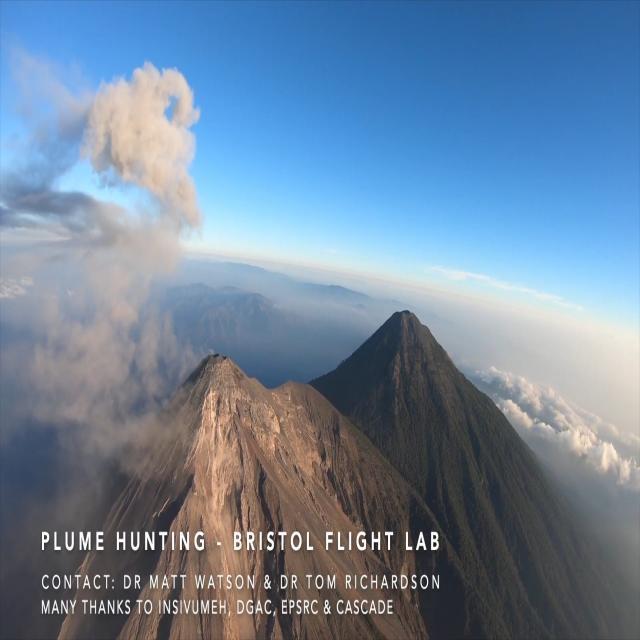 PLUME HUNTING - BRISTOL FLIGHT LAB
CONTACT: DR MATT WATSON & DR TOM RICHARDSON
MANY THANKS TO INSIVUMEH, DGAC, EPSRC & CASCADE